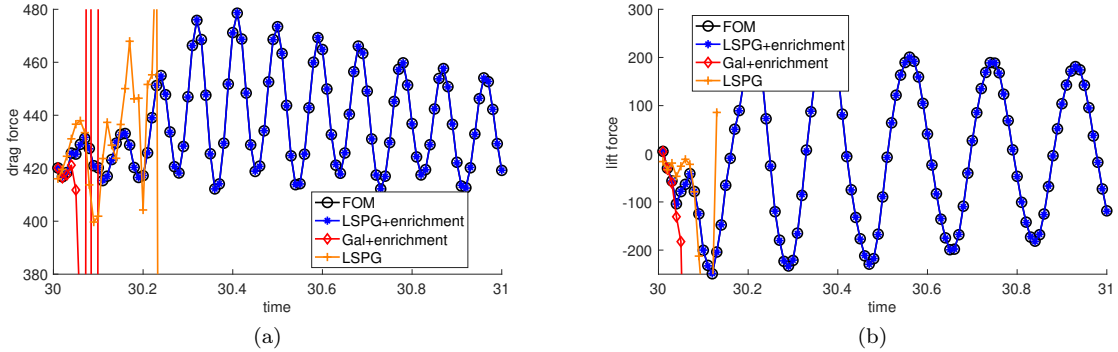 480
460
440
420
400
380
drag force
FOM
LSPG+enrichment
Gal+enrichment
LSPG
30 30.2 30.4 30.6 30.8 31
time
(a)
300
200
100
0
-100
-200
lift force
FOM
LSPG+enrichment
Gal+enrichment
LSPG
30 30.2 30.4 30.6 30.8 31
time
(b)